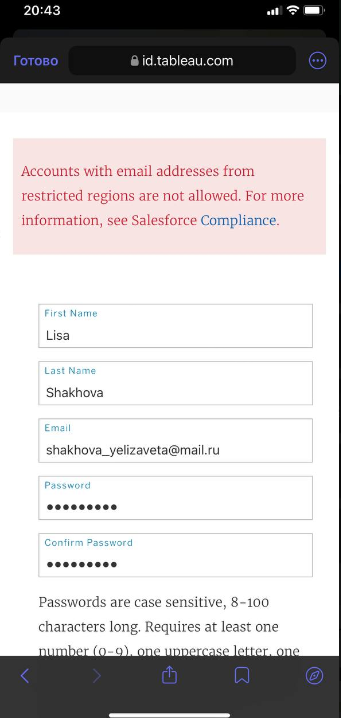 20:43
Готово
id.tableau.com
Accounts with email addresses from
restricted regions are not allowed. For more
information, see Salesforce Compliance.
First Name
Lisa
Last Name
Shakhova
Email
shakhova_yelizaveta@mail.ru
Password
•••••••••
Confirm Password
•••••••••
Passwords are case sensitive, 8-100
characters long. Requires at least one
number (0-9), one uppercase letter, one